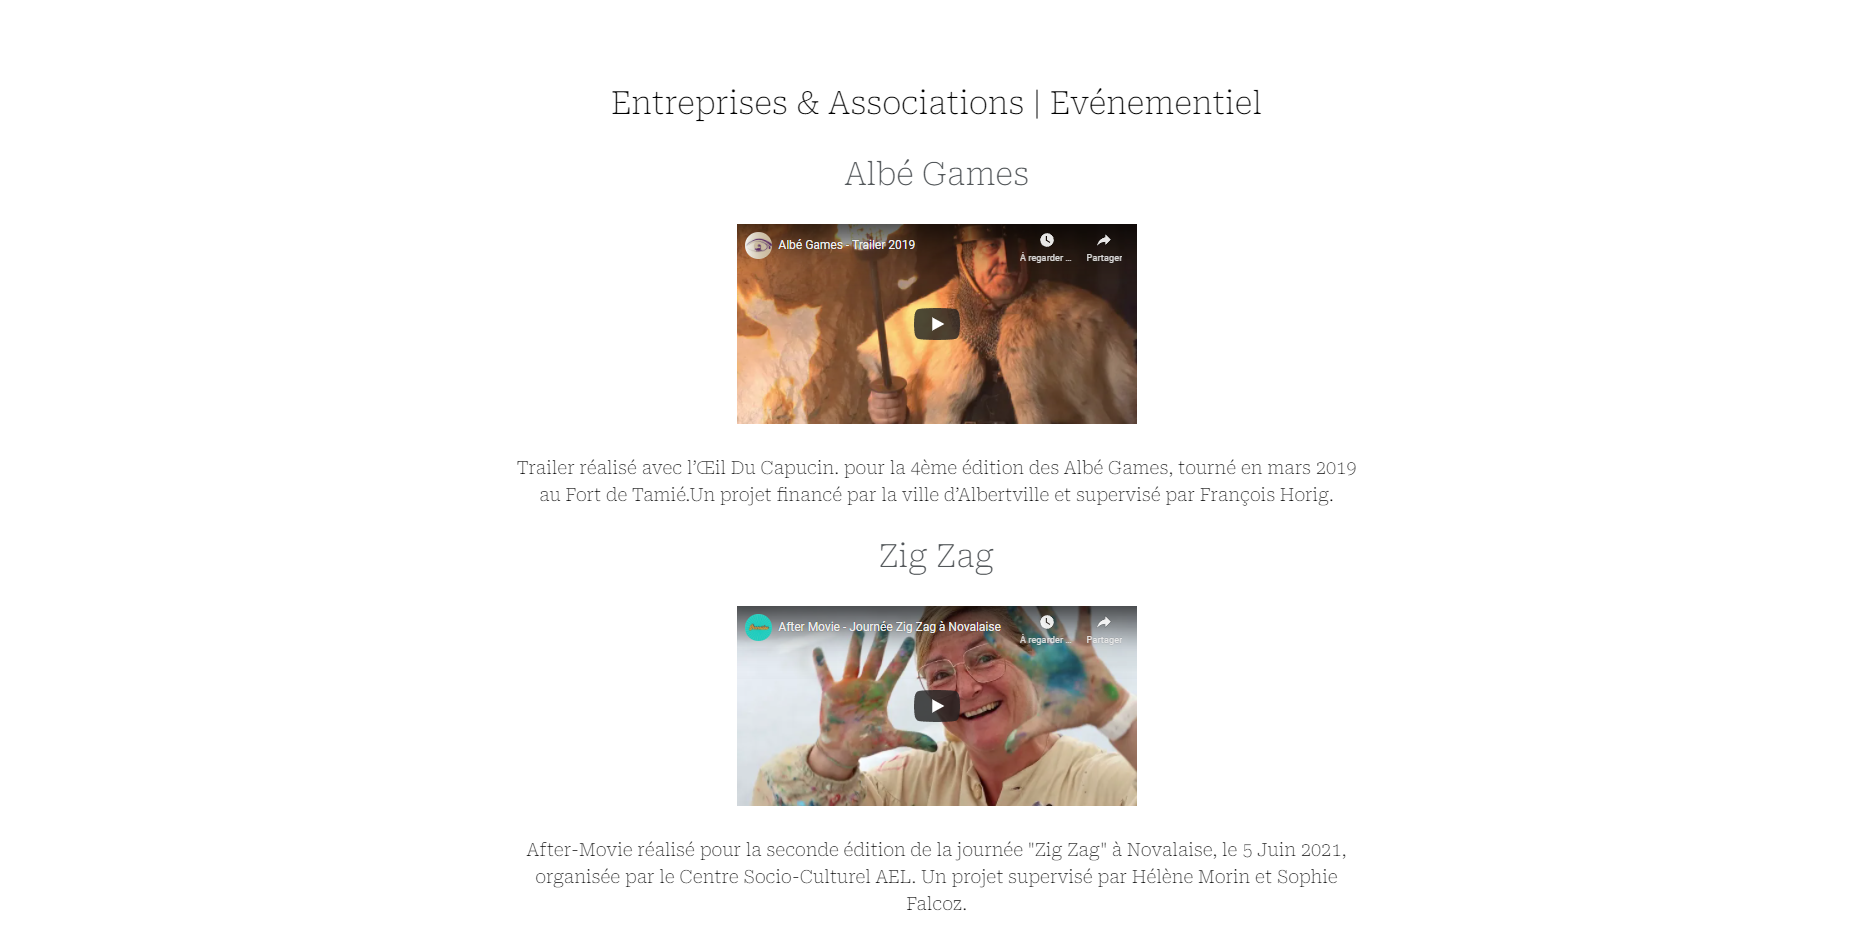 Entreprises & Associations | Evénementiel
Albé Games
Albé Games - Trailer 2019
À regarder ...
Partager
Trailer réalisé avec l’Œil Du Capucin. pour la 4ème édition des Albé Games, tourné en mars 2019
au Fort de Tamié.Un projet financé par la ville d’Albertville et supervisé par François Horig.
Zig Zag
After Movie - Journée Zig Zag à Novalaise
À regarder ...
Partager
After-Movie réalisé pour la seconde édition de la journée "Zig Zag" à Novalaise, le 5 Juin 2021,
organisée par le Centre Socio-Culturel AEL. Un projet supervisé par Hélène Morin et Sophie
Falcoz.